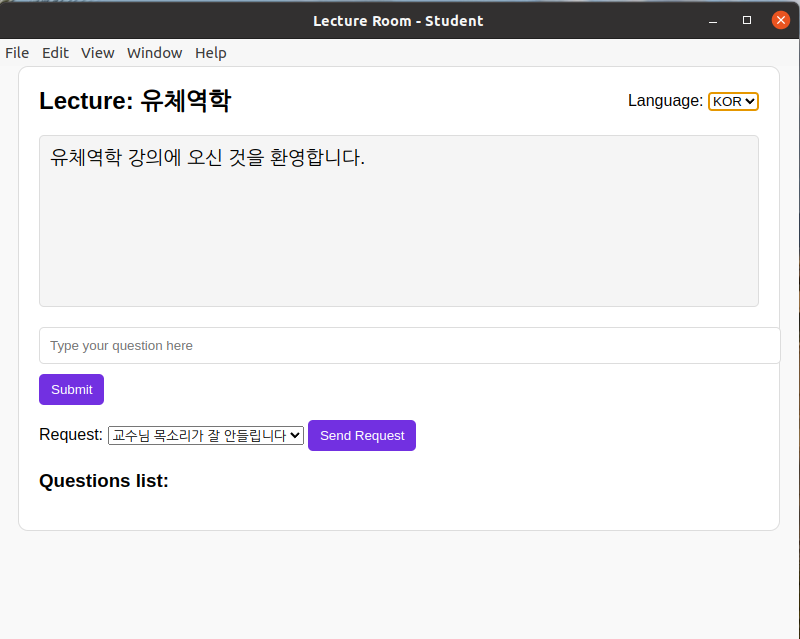 Lecture Room - Student
File Edit View Window Help
Lecture: 유체역학
Language: KOR
유체역학 강의에 오신 것을 환영합니다.
Type your question here
Submit
Request: 교수님 목소리가 잘 안들립니다 Send Request
Questions list: